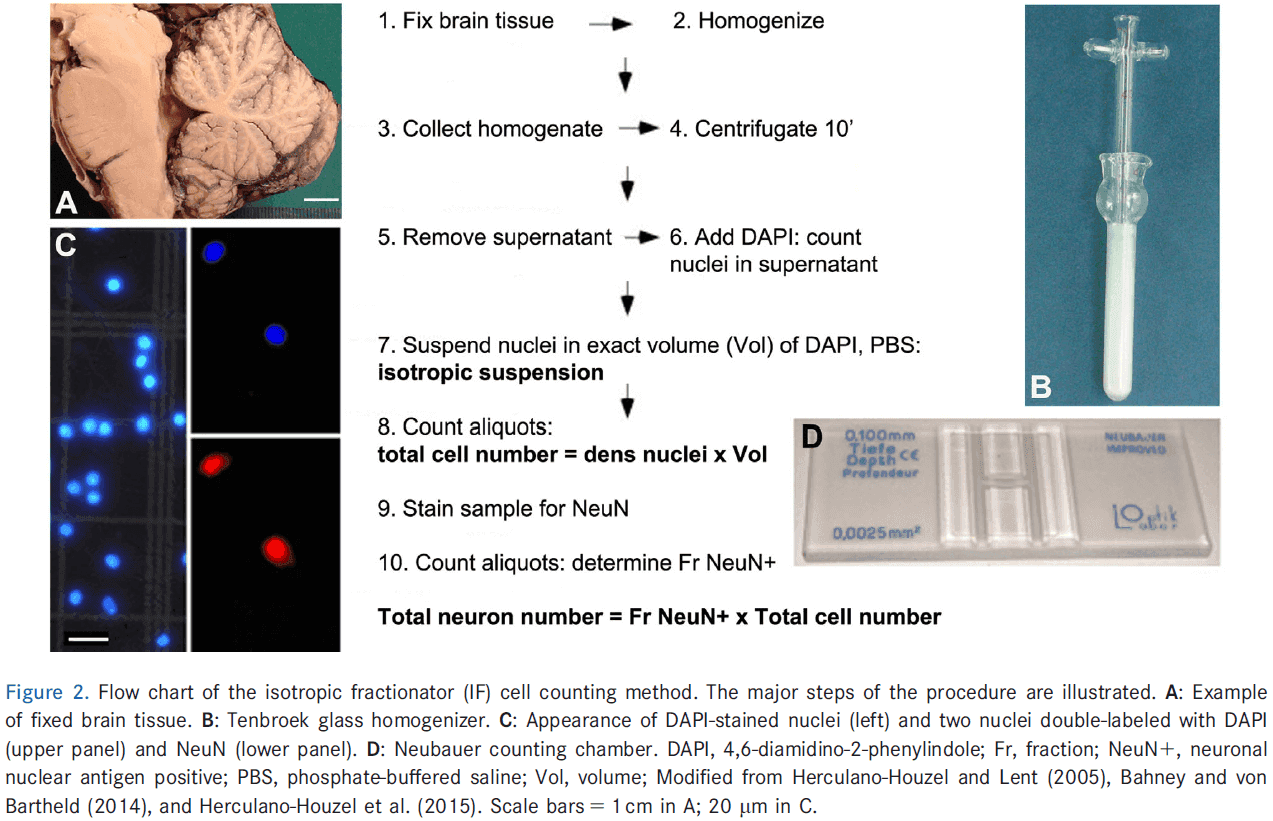 1. Fix brain tissue
2. Homogenize
3. Collect homogenate
4. Centrifugate 10'
5. Remove supernatant
6. Add DAPI: count
nuclei in supernatant
7. Suspend nuclei in exact volume (Vol) of DAPI, PBS:
isotropic suspension
8. Count aliquots:
total cell number = dens nuclei x Vol
9. Stain sample for NeuN
10. Count aliquots: determine Fr NeuN+
Total neuron number = Fr NeuN+ x Total cell number
A
C
B
D
0,100mm
Tiefe
Depth CE
Profondeur
0,0025mm²
NEUBAUER
IMPROVED
LO optik
labor
Figure 2. Flow chart of the isotropic fractionator (IF) cell counting method. The major steps of the procedure are illustrated. A: Example
of fixed brain tissue. B: Tenbroek glass homogenizer. C: Appearance of DAPI-stained nuclei (left) and two nuclei double-labeled with DAPI
(upper panel) and NeuN (lower panel). D: Neubauer counting chamber. DAPI, 4,6-diamidino-2-phenylindole; Fr, fraction; NeuN+, neuronal
nuclear antigen positive; PBS, phosphate-buffered saline; Vol, volume; Modified from Herculano-Houzel and Lent (2005), Bahney and von
Bartheld (2014), and Herculano-Houzel et al. (2015). Scale bars = 1 cm in A; 20 μm in C.